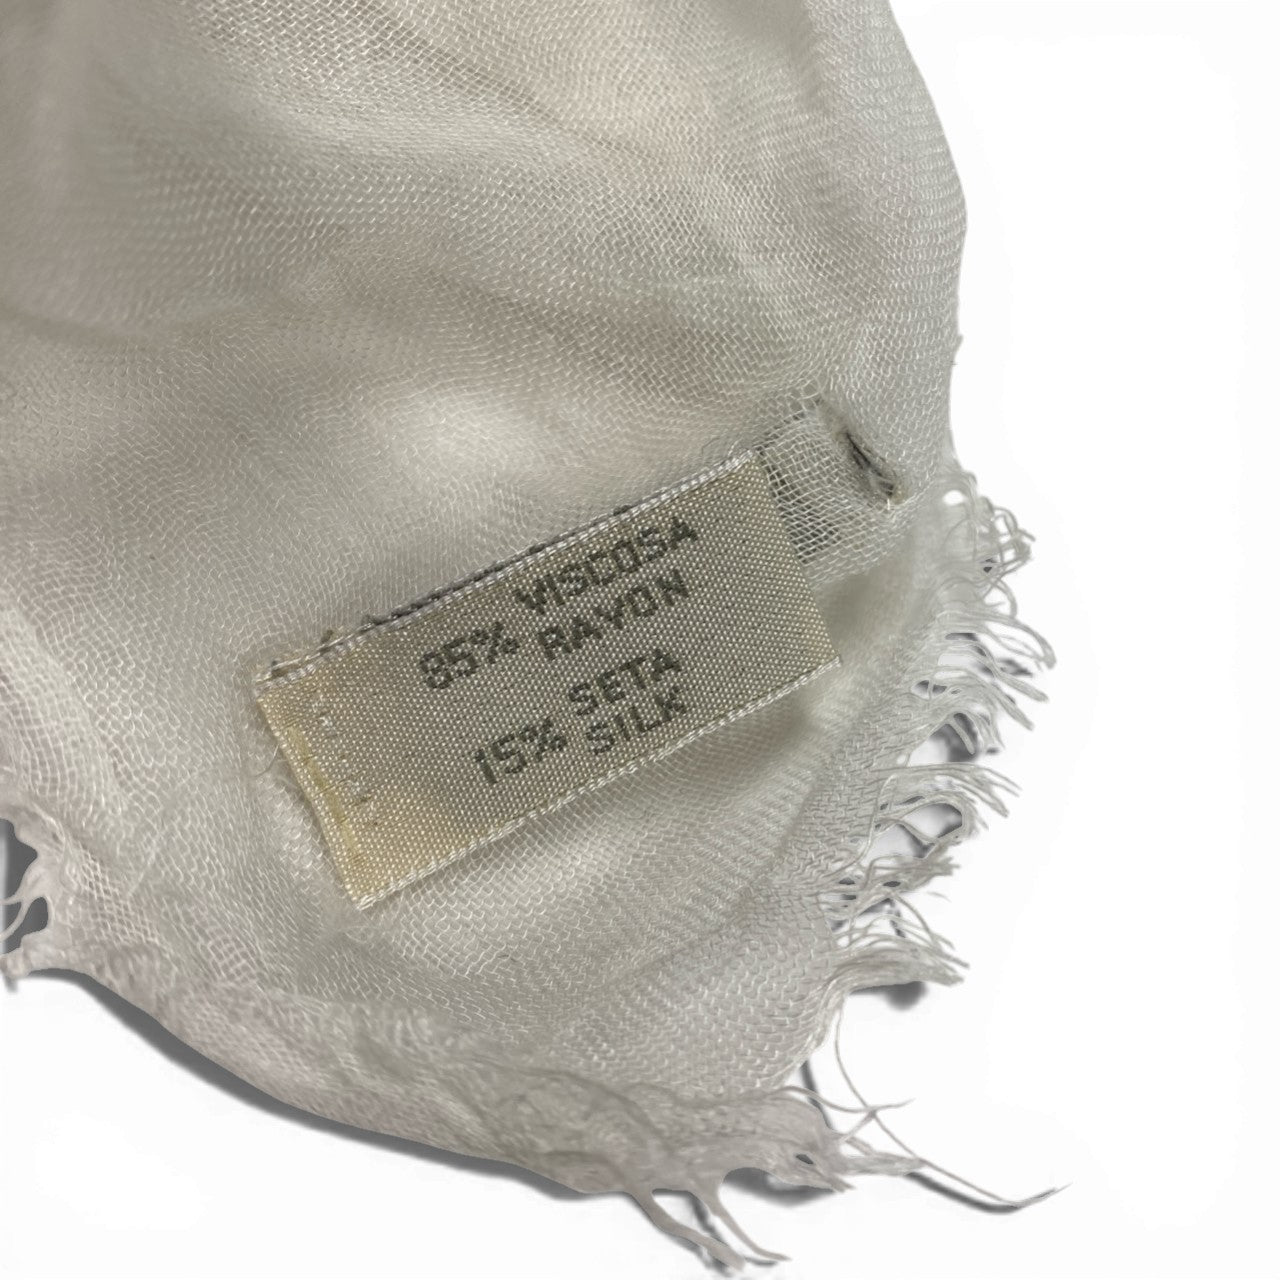 VISCOSA
85% RAYON
SETA
15% SILK